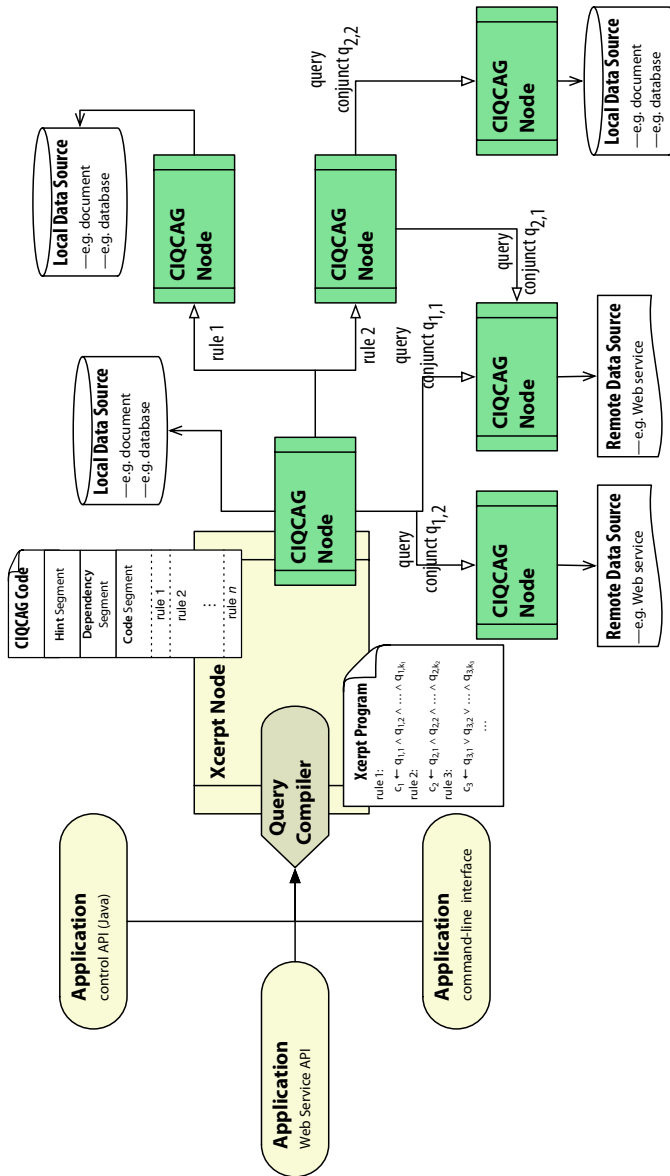 Application
control API (Java)
Application
Web Service API
Application
command-line interface
Query
Compiler
Xcerpt Node
CIQCAG Code
Hint Segment
Dependency
Segment
Code Segment
rule 1
rule 2
⋮
rule n
Xcerpt Program
rule 1:
c₁ ← q₁,₁ ∧ q₁,₂ ∧ … ∧ q₁,ₖ₁
rule 2:
c₂ ← q₂,₁ ∧ q₂,₂ ∧ … ∧ q₂,ₖ₂
rule 3:
c₃ ← q₃,₁ ∨ q₃,₂ ∨ … ∧ q₃,ₖ₃
…
CIQCAG
Node
Local Data Source
—e.g. document
—e.g. database
rule 1
CIQCAG
Node
Local Data Source
—e.g. document
—e.g. database
rule 2
CIQCAG
Node
query
conjunct q₁,₂
CIQCAG
Node
Remote Data Source
—e.g. Web service
query
conjunct q₁,₁
query
conjunct q₂,₁
CIQCAG
Node
Remote Data Source
—e.g. Web service
query
conjunct q₂,₂
CIQCAG
Node
Local Data Source
—e.g. document
—e.g. database